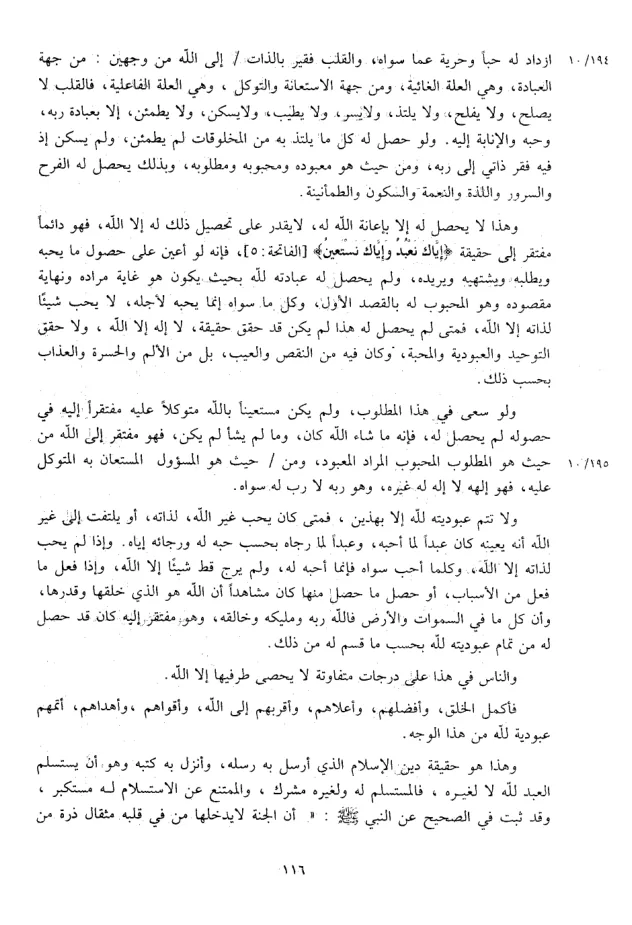 ١٠/١٩٤ ازداد له حباً وحرية عما سواه، والقلب فقير بالذات / إلى الله من وجهين : من جهة
العبادة، وهي العلة الغائية، ومن جهة الاستعانة والتوكل ، وهي العلة الفاعلية، فالقلب لا
يصلح، ولا يفلح، ولا يلتذ، ولايسر، ولا يطيب، ولايسكن، ولا يطمئن، إلا بعبادة ربه،
وحبه والإنابة إليه. ولو حصل له كل ما يلتذ به من المخلوقات لم يطمئن، ولم يسكن إذ
فيه فقر ذاتي إلى ربه، ومن حيث هو معبوده ومحبوبه ومطلوبه، وبذلك يحصل له الفرح
والسرور واللذة والنعمة والسكون والطمأنينة.
وهذا لا يحصل له إلا بإعانة الله له، لايقدر على تحصيل ذلك له إلا الله، فهو دائماً
مفتقر إلى حقيقة ﴿إِيَّاكَ نَعْبُدُ وَإِيَّاكَ نَسْتَعِينُ﴾ [الفاتحة:٥]، فإنه لو أعين على حصول ما يحبه
ويطلبه ويشتهيه ويريده، ولم يحصل له عبادته لله بحيث يكون هو غاية مراده ونهاية
مقصوده وهو المحبوب له بالقصد الأول، وكل ما سواه إنما يحبه لأجله، لا يحب شيئًا
لذاته إلا الله، فمتى لم يحصل له هذا لم يكن قد حقق حقيقة، لا إله إلا الله ، ولا حقق
التوحيد والعبودية والمحبة، وكان فيه من النقص والعيب، بل من الألم والحسرة والعذاب
بحسب ذلك.
ولو سعى في هذا المطلوب، ولم يكن مستعيناً بالله متوكلاً عليه مفتقراً إليه في
حصوله لم يحصل له، فإنه ما شاء الله كان، وما لم يشأ لم يكن، فهو مفتقر إلى الله من
١٠/١٩٥ حيث هو المطلوب المحبوب المراد المعبود، ومن / حيث هو المسؤول المستعان به المتوكل
عليه، فهو إلهه لا إله له غيره، وهو ربه لا رب له سواه.
ولا تتم عبوديته لله إلا بهذين ، فمتى كان يحب غير الله، لذاته، أو يلتفت إلى غير
الله أنه يعينه كان عبداً لما أحبه، وعبداً لما رجاه بحسب حبه له ورجائه إياه. وإذا لم يحب
لذاته إلا الله، وكلما أحب سواه فإنما أحبه له، ولم يرج قط شيئًا إلا الله، وإذا فعل ما
فعل من الأسباب، أو حصل ما حصل منها كان مشاهداً أن الله هو الذي خلقها وقدرها،
وأن كل ما في السموات والأرض فالله ربه ومليكه وخالقه، وهو مفتقر إليه كان قد حصل
له من تمام عبوديته لله بحسب ما قسم له من ذلك.
والناس في هذا على درجات متفاوتة لا يحصى طرفيها إلا الله.
فأكمل الخلق، وأفضلهم، وأعلاهم، وأقربهم إلى الله، وأقواهم، وأهداهم، أتمهم
عبودية لله من هذا الوجه.
وهذا هو حقيقة دين الإسلام الذي أرسل به رسله، وأنزل به كتبه وهو أن يستسلم
العبد لله لا لغيره ، فالمستسلم له ولغيره مشرك ، والممتنع عن الاستسلام له مستكبر ،
وقد ثبت في الصحيح عن النبي ﷺ : « أن الجنة لايدخلها من في قلبه مثقال ذرة من
١١٦